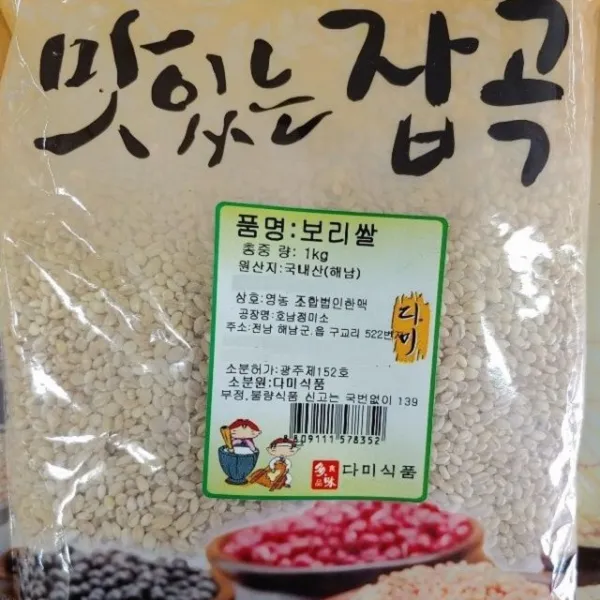 맛있는 잡곡
품명:보리쌀
총중 량: 1kg
원산지:국내산(해남)
상호:영농 조합법인한맥
공장명:호남정미소
주소:전남 해남군.읍 구교리 522번
다미
소분허가:광주제152호
소분원:다미식품
부정,불량식품 신고는 국번없이 139
8 809111 578352
다미식품